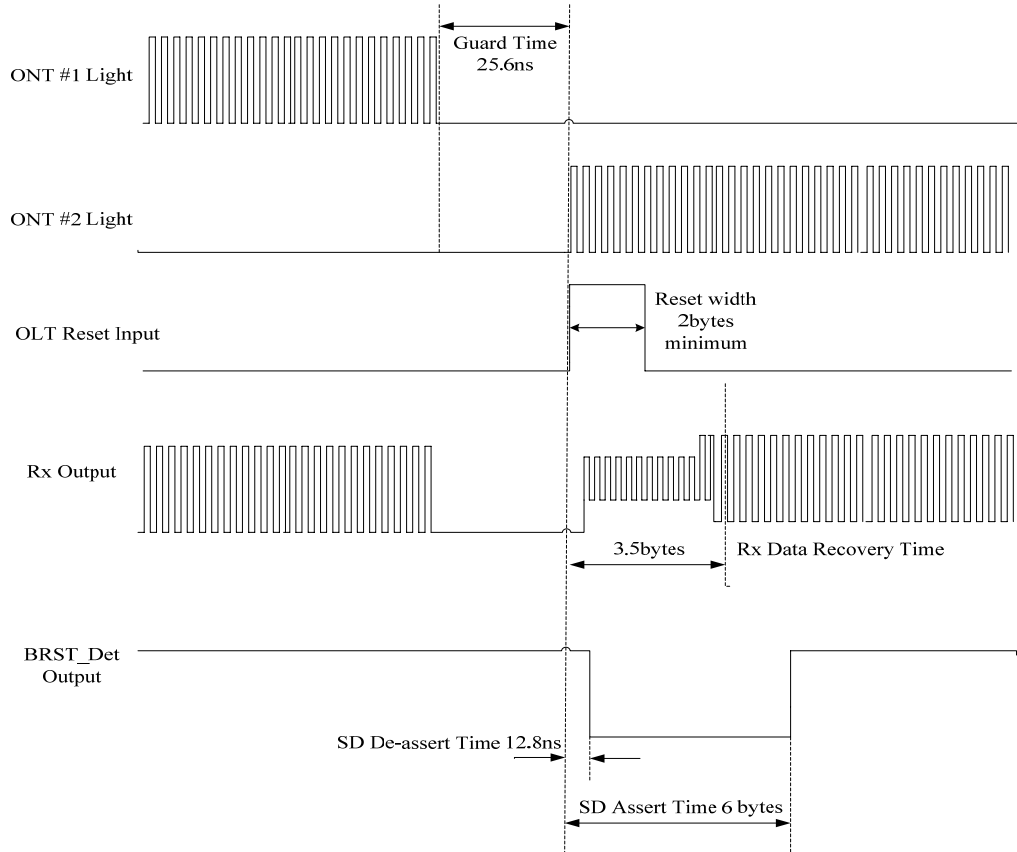 Guard Time
25.6ns
ONT #1 Light
ONT #2 Light
OLT Reset Input
Reset width
2bytes
minimum
Rx Output
3.5bytes
Rx Data Recovery Time
BRST_Det
Output
SD De-assert Time 12.8ns
SD Assert Time 6 bytes